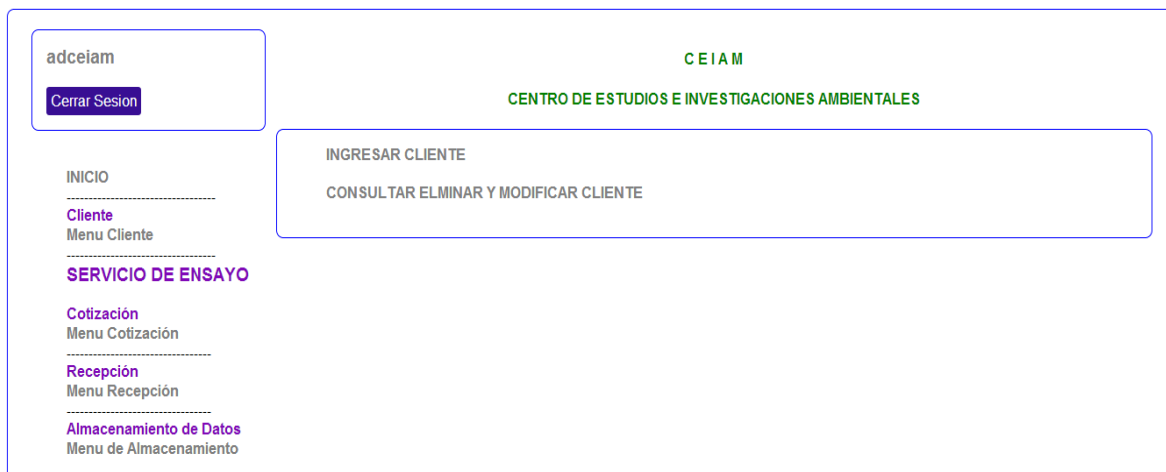 adceiam
Cerrar Sesion
C E I A M
CENTRO DE ESTUDIOS E INVESTIGACIONES AMBIENTALES
INGRESAR CLIENTE
CONSULTAR ELMINAR Y MODIFICAR CLIENTE
INICIO
----------------------------------
Cliente
Menu Cliente
----------------------------------
SERVICIO DE ENSAYO
Cotización
Menu Cotización
---------------------------------
Recepción
Menu Recepción
---------------------------------
Almacenamiento de Datos
Menu de Almacenamiento